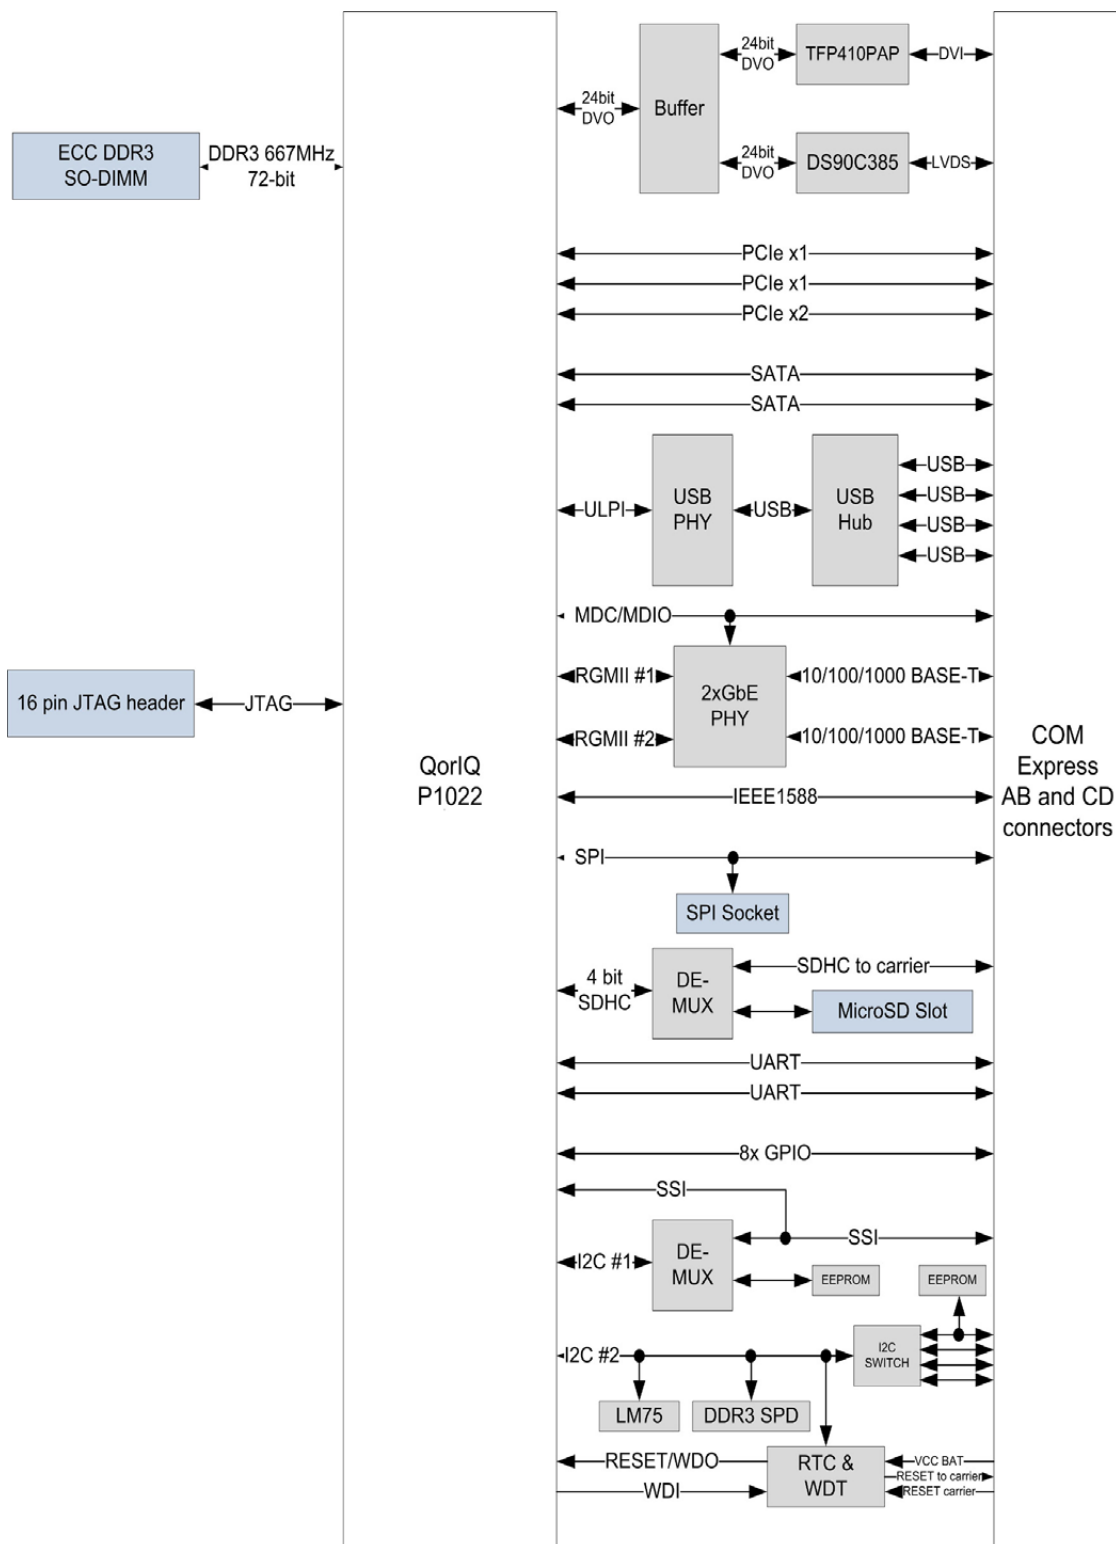 24bit
DVO
TFP410PAP
DVI
24bit
DVO
Buffer
ECC DDR3
SO-DIMM
DDR3 667MHz
72-bit
24bit
DVO
DS90C385
LVDS
PCIe x1
PCIe x1
PCIe x2
SATA
SATA
ULPI
USB
PHY
USB
USB
Hub
USB
USB
USB
USB
MDC/MDIO
16 pin JTAG header
JTAG
RGMII #1
2xGbE
PHY
10/100/1000 BASE-T
RGMII #2
10/100/1000 BASE-T
QorIQ
P1022
COM
Express
AB and CD
connectors
IEEE1588
SPI
SPI Socket
4 bit
SDHC
DE-
MUX
SDHC to carrier
MicroSD Slot
UART
UART
8x GPIO
SSI
SSI
I2C #1
DE-
MUX
EEPROM
EEPROM
I2C #2
I2C
SWITCH
LM75
DDR3 SPD
RESET/WDO
WDI
RTC &
WDT
VCC BAT
RESET to carrier
RESET carrier